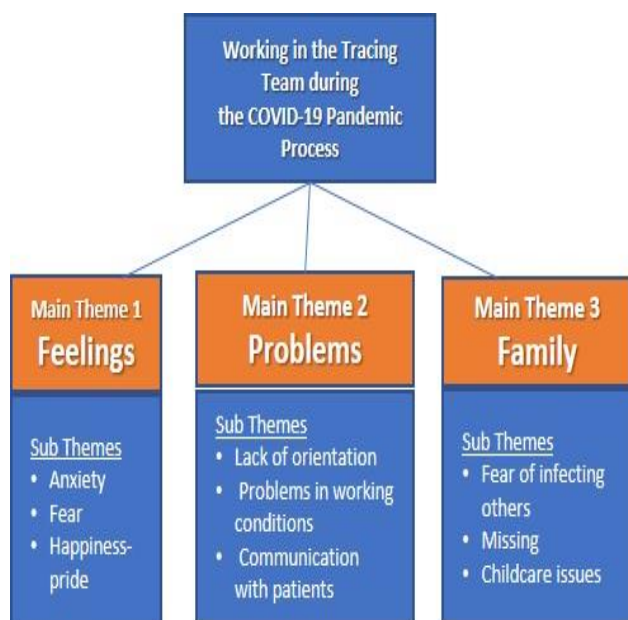 Working in the Tracing
Team during
the COVID-19 Pandemic
Process
Main Theme 1
Feelings
Sub Themes
• Anxiety
• Fear
• Happiness-
pride
Main Theme 2
Problems
Sub Themes
• Lack of orientation
• Problems in working
conditions
• Communication
with patients
Main Theme 3
Family
Sub Themes
• Fear of infecting
others
• Missing
• Childcare issues